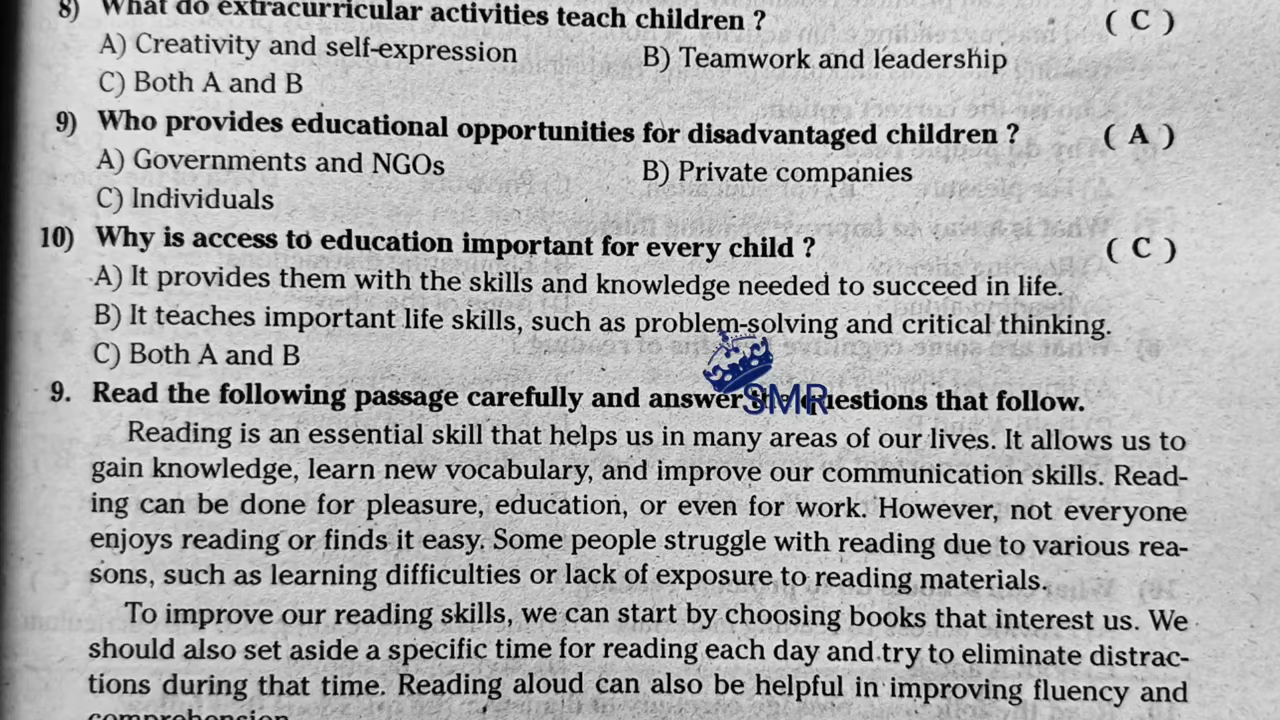 8) What do extracurricular activities teach children ? ( C )
A) Creativity and self-expression B) Teamwork and leadership
C) Both A and B
9) Who provides educational opportunities for disadvantaged children ? ( A )
A) Governments and NGOs B) Private companies
C) Individuals
10) Why is access to education important for every child ? ( C )
A) It provides them with the skills and knowledge needed to succeed in life.
B) It teaches important life skills, such as problem-solving and critical thinking.
C) Both A and B
9. Read the following passage carefully and answer the questions that follow.
SMR
Reading is an essential skill that helps us in many areas of our lives. It allows us to
gain knowledge, learn new vocabulary, and improve our communication skills. Read-
ing can be done for pleasure, education, or even for work. However, not everyone
enjoys reading or finds it easy. Some people struggle with reading due to various rea-
sons, such as learning difficulties or lack of exposure to reading materials.
To improve our reading skills, we can start by choosing books that interest us. We
should also set aside a specific time for reading each day and try to eliminate distrac-
tions during that time. Reading aloud can also be helpful in improving fluency and
comprehension.